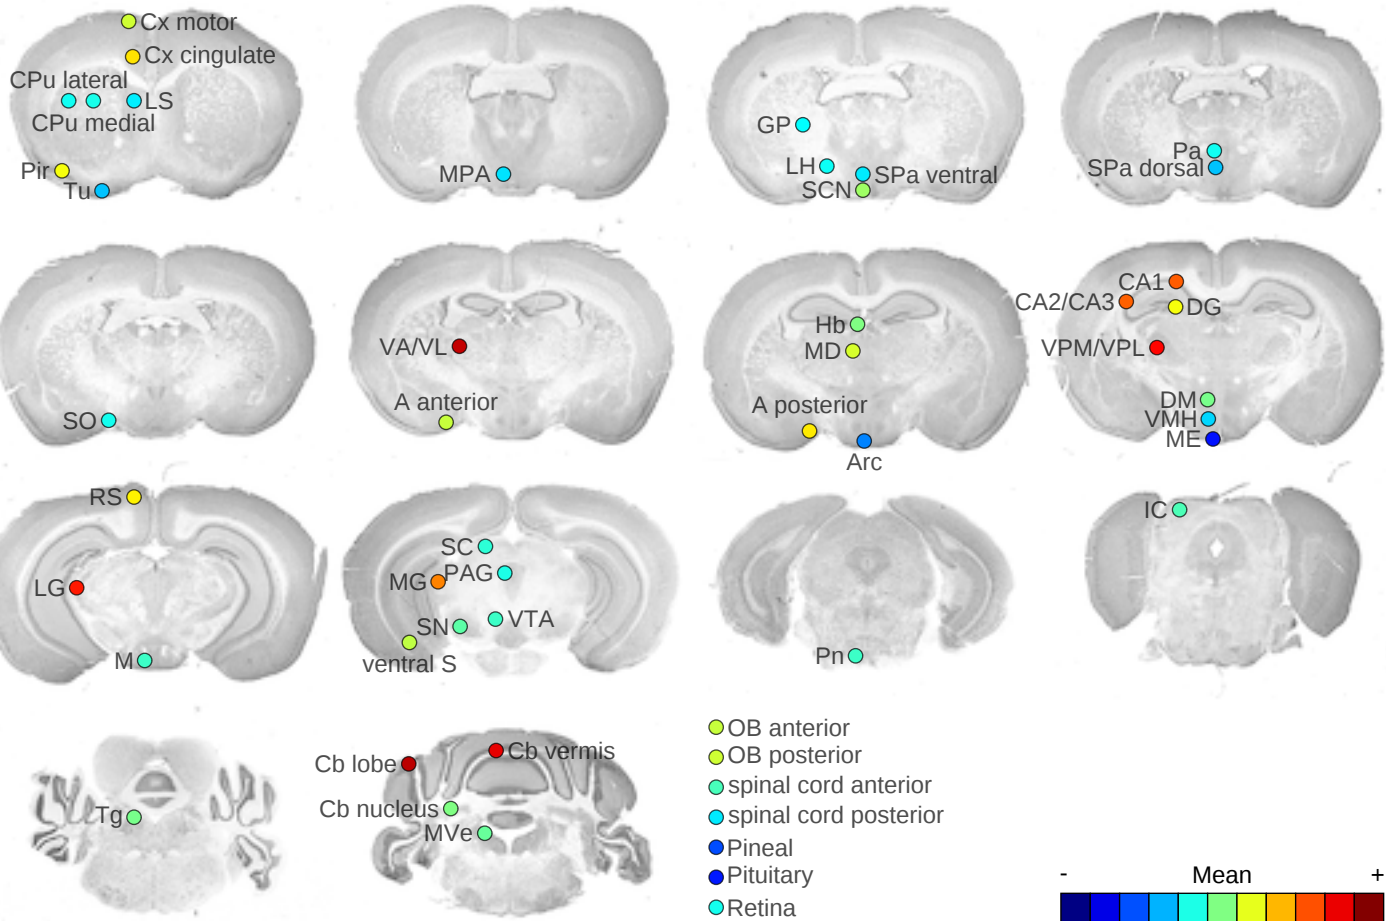 Cx motor
Cx cingulate
CPu lateral
LS
CPu medial
Pir
Tu
MPA
GP
LH
SPa ventral
SCN
Pa
SPa dorsal
SO
VA/VL
A anterior
Hb
MD
A posterior
Arc
CA1
CA2/CA3
DG
VPM/VPL
DM
VMH
ME
RS
LG
M
SC
MG
PAG
SN
VTA
ventral S
Pn
IC
Tg
Cb lobe
Cb vermis
Cb nucleus
MVe
OB anterior
OB posterior
spinal cord anterior
spinal cord posterior
Pineal
Pituitary
Retina
- Mean +